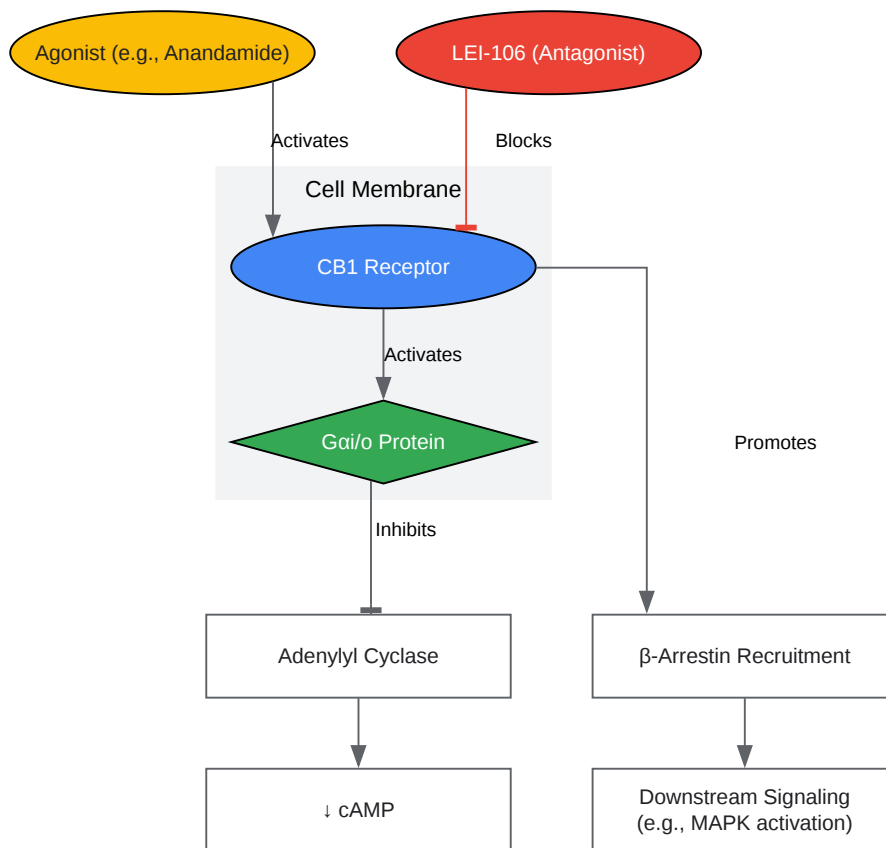 Agonist (e.g., Anandamide)
LEI-106 (Antagonist)
Activates
Blocks
Cell Membrane
CB1 Receptor
Activates
Gαi/o Protein
Promotes
Inhibits
Adenylyl Cyclase
β-Arrestin Recruitment
↓ cAMP
Downstream Signaling
(e.g., MAPK activation)